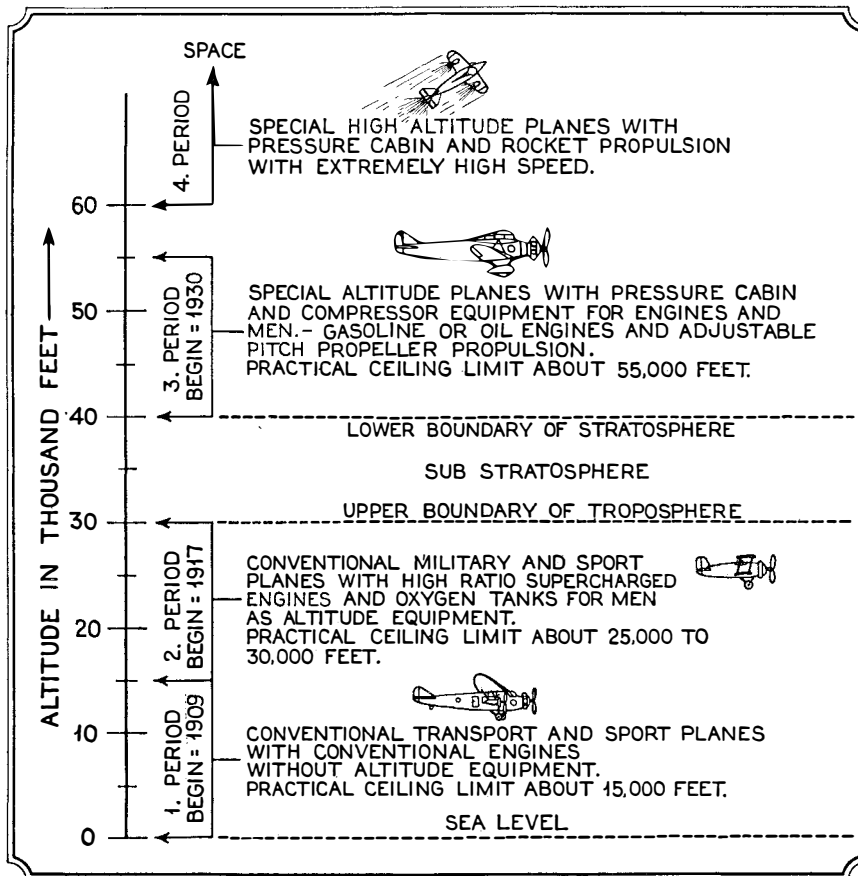 SPACE
4. PERIOD
SPECIAL HIGH ALTITUDE PLANES WITH
PRESSURE CABIN AND ROCKET PROPULSION
WITH EXTREMELY HIGH SPEED.
60
3. PERIOD
BEGIN = 1930
SPECIAL ALTITUDE PLANES WITH PRESSURE CABIN
AND COMPRESSOR EQUIPMENT FOR ENGINES AND
MEN.- GASOLINE OR OIL ENGINES AND ADJUSTABLE
PITCH PROPELLER PROPULSION.
PRACTICAL CEILING LIMIT ABOUT 55,000 FEET.
50
40
LOWER BOUNDARY OF STRATOSPHERE
SUB STRATOSPHERE
UPPER BOUNDARY OF TROPOSPHERE
30
ALTITUDE IN THOUSAND FEET
2. PERIOD
BEGIN = 1917
CONVENTIONAL MILITARY AND SPORT
PLANES WITH HIGH RATIO SUPERCHARGED
ENGINES AND OXYGEN TANKS FOR MEN
AS ALTITUDE EQUIPMENT.
PRACTICAL CEILING LIMIT ABOUT 25,000 TO
30,000 FEET.
20
1. PERIOD
BEGIN = 1909
CONVENTIONAL TRANSPORT AND SPORT PLANES
WITH CONVENTIONAL ENGINES
WITHOUT ALTITUDE EQUIPMENT.
PRACTICAL CEILING LIMIT ABOUT 15,000 FEET.
10
SEA LEVEL
0